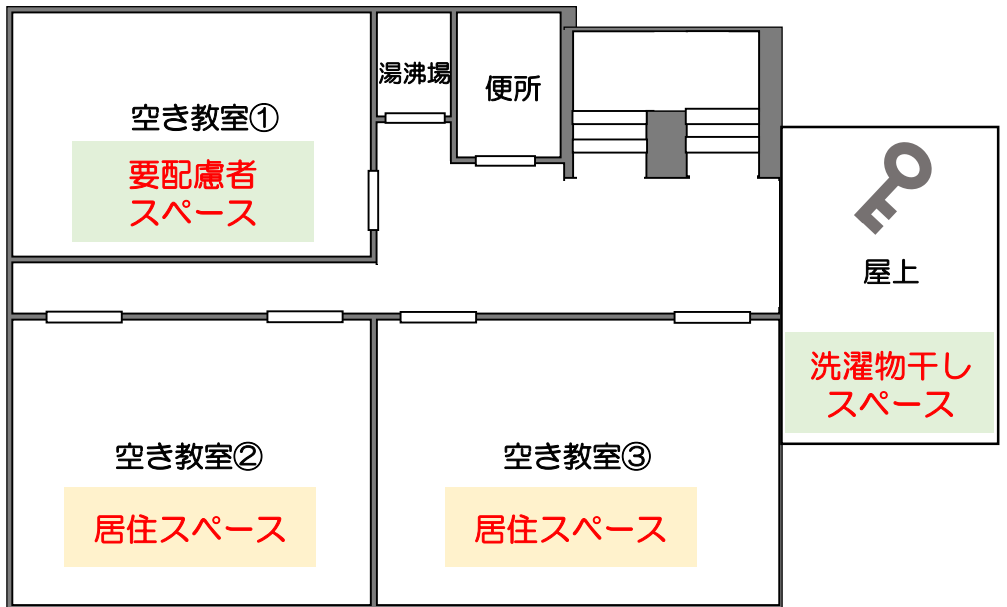 湯沸場
便所
空き教室①
要配慮者
スペース
屋上
洗濯物干し
スペース
空き教室②
居住スペース
空き教室③
居住スペース